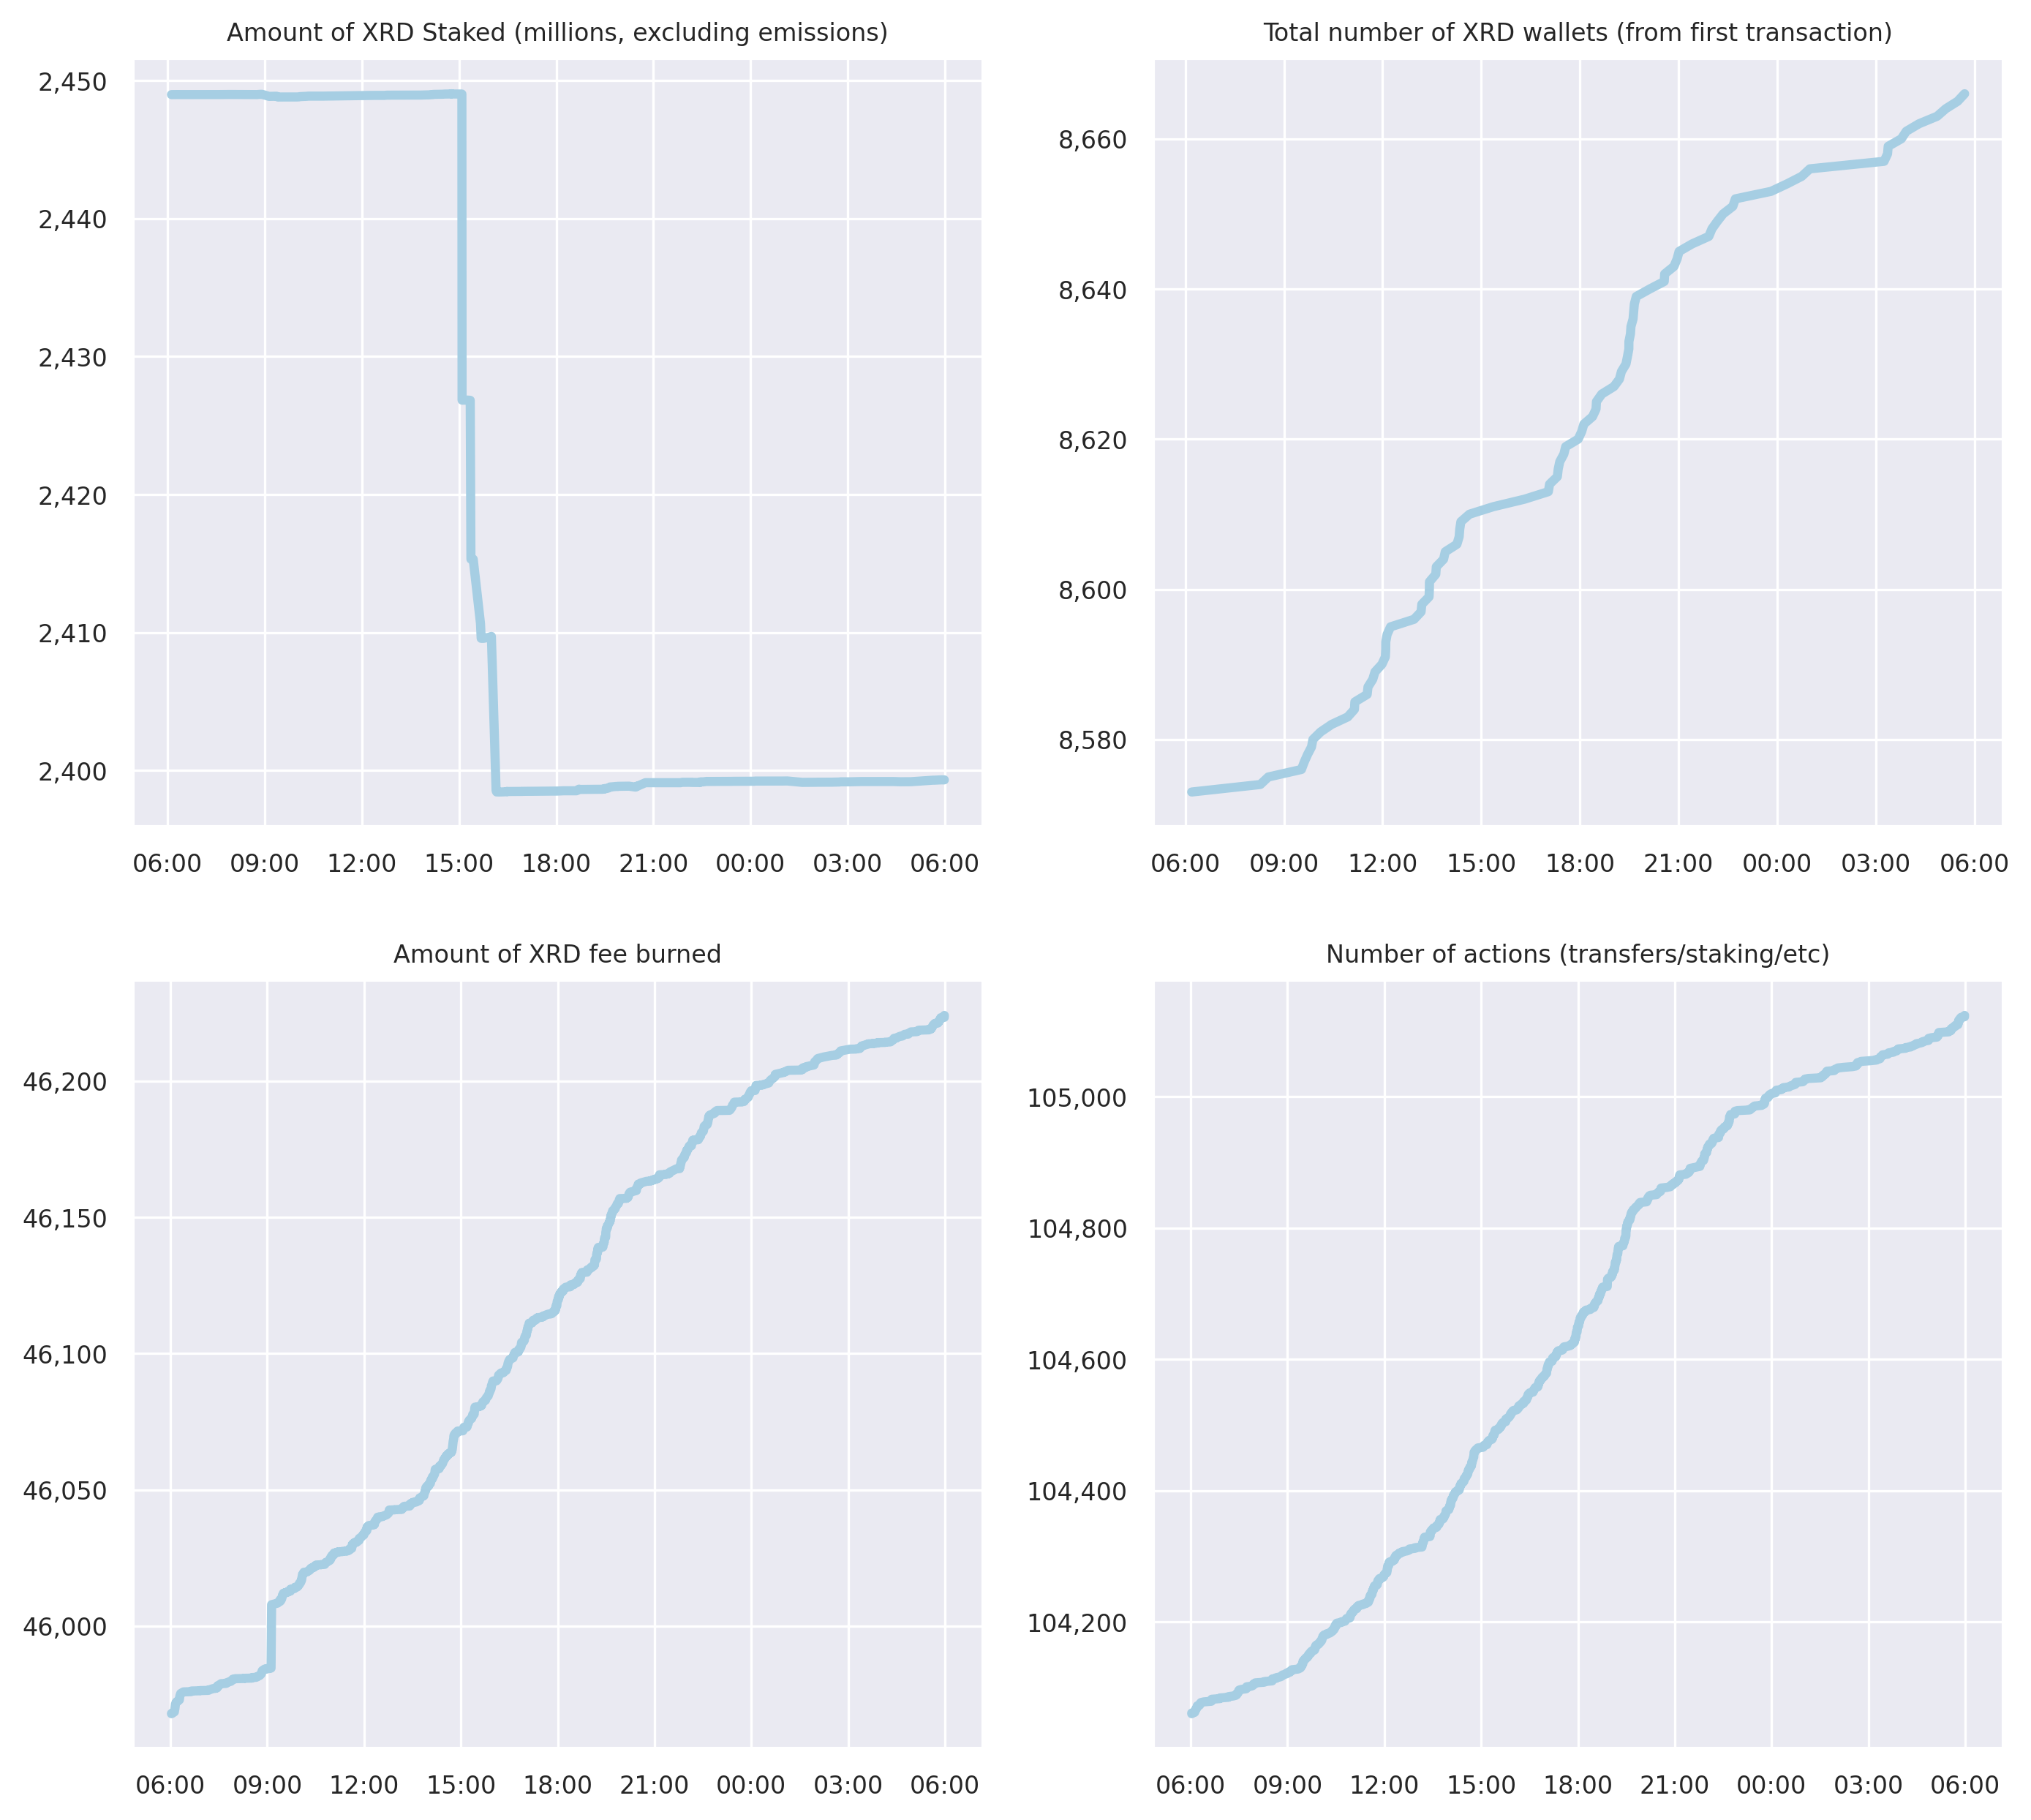 Amount of XRD Staked (millions, excluding emissions)
2,450
2,440
2,430
2,420
2,410
2,400
06:00 09:00 12:00 15:00 18:00 21:00 00:00 03:00 06:00
Total number of XRD wallets (from first transaction)
8,660
8,640
8,620
8,600
8,580
06:00 09:00 12:00 15:00 18:00 21:00 00:00 03:00 06:00
Amount of XRD fee burned
46,200
46,150
46,100
46,050
46,000
06:00 09:00 12:00 15:00 18:00 21:00 00:00 03:00 06:00
Number of actions (transfers/staking/etc)
105,000
104,800
104,600
104,400
104,200
06:00 09:00 12:00 15:00 18:00 21:00 00:00 03:00 06:00